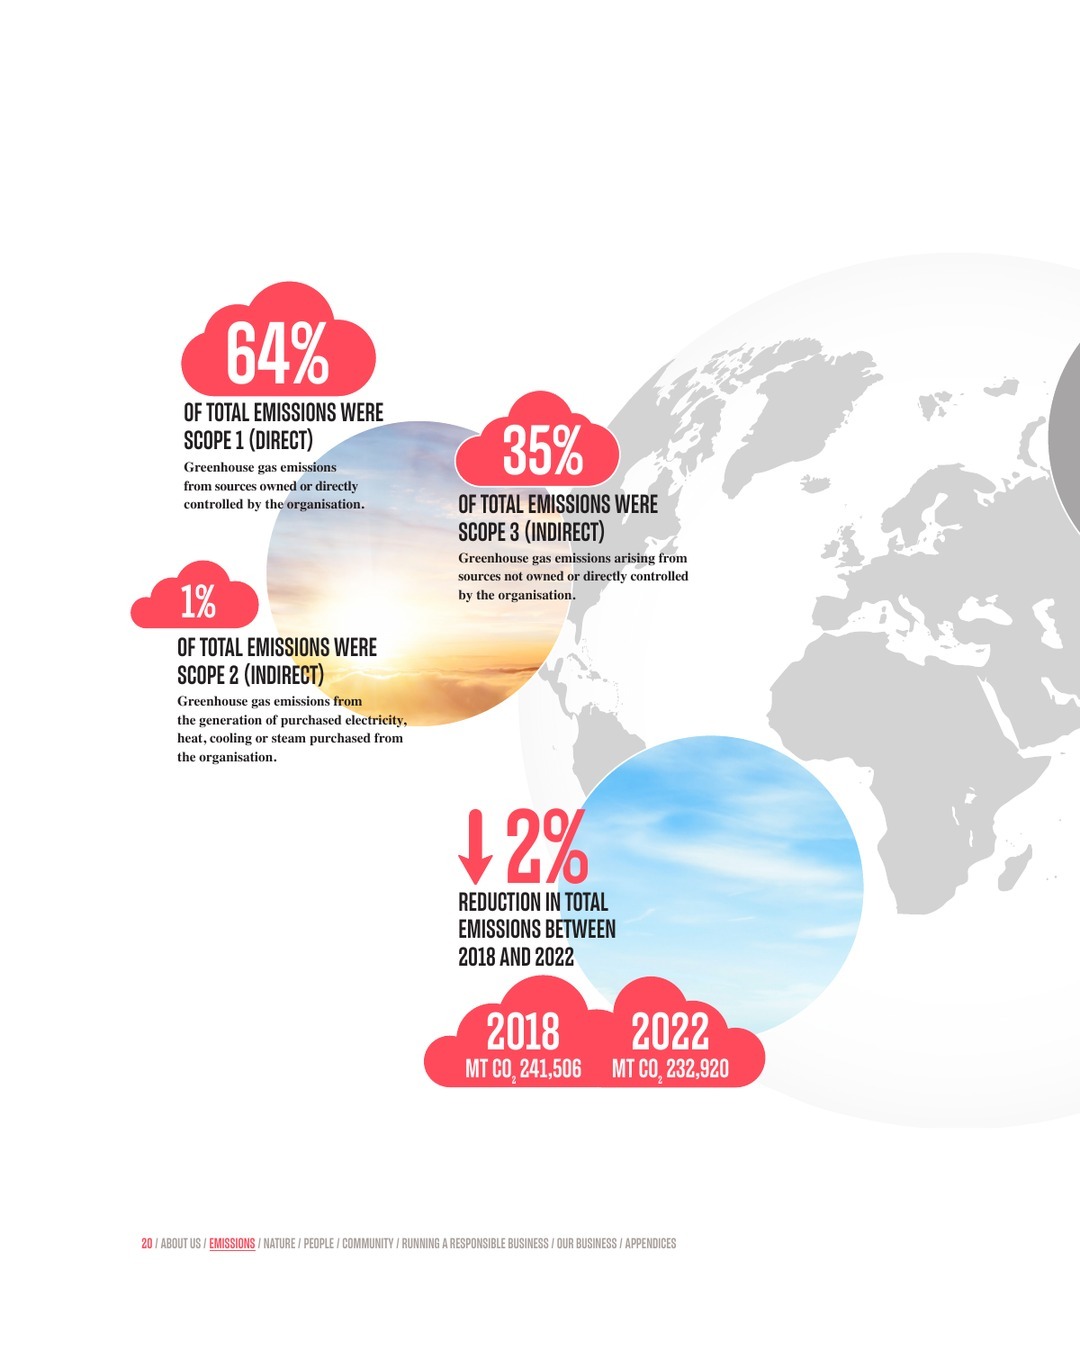 64%
OF TOTAL EMISSIONS WERE
SCOPE 1 (DIRECT)
Greenhouse gas emissions
from sources owned or directly
controlled by the organisation.
35%
OF TOTAL EMISSIONS WERE
SCOPE 3 (INDIRECT)
Greenhouse gas emissions arising from
sources not owned or directly controlled
by the organisation.
1%
OF TOTAL EMISSIONS WERE
SCOPE 2 (INDIRECT)
Greenhouse gas emissions from
the generation of purchased electricity,
heat, cooling or steam purchased from
the organisation.
2%
REDUCTION IN TOTAL
EMISSIONS BETWEEN
2018 AND 2022
2018
MT CO₂ 241,506
2022
MT CO₂ 232,920
20 / ABOUT US / EMISSIONS / NATURE / PEOPLE / COMMUNITY / RUNNING A RESPONSIBLE BUSINESS / OUR BUSINESS / APPENDICES